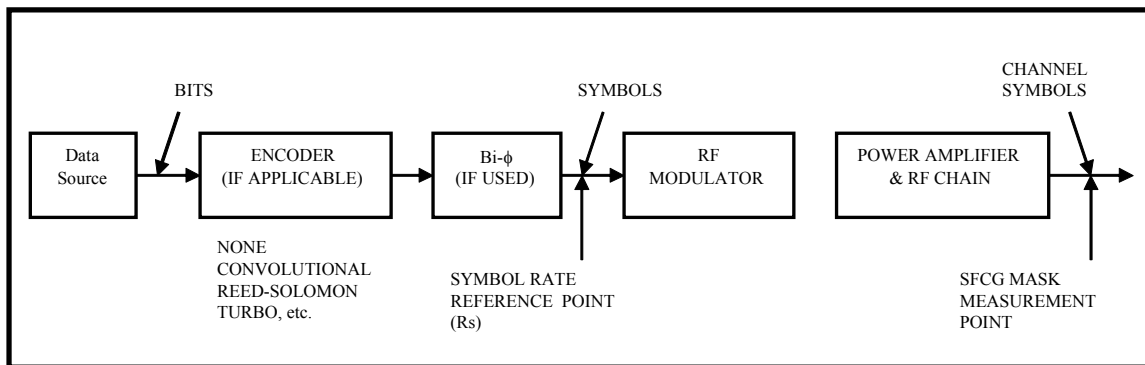 BITS
SYMBOLS
CHANNEL
SYMBOLS
Data
Source
ENCODER
(IF APPLICABLE)
Bi-ϕ
(IF USED)
RF
MODULATOR
POWER AMPLIFIER
& RF CHAIN
NONE
CONVOLUTIONAL
REED-SOLOMON
TURBO, etc.
SYMBOL RATE
REFERENCE POINT
(Rs)
SFCG MASK
MEASUREMENT
POINT